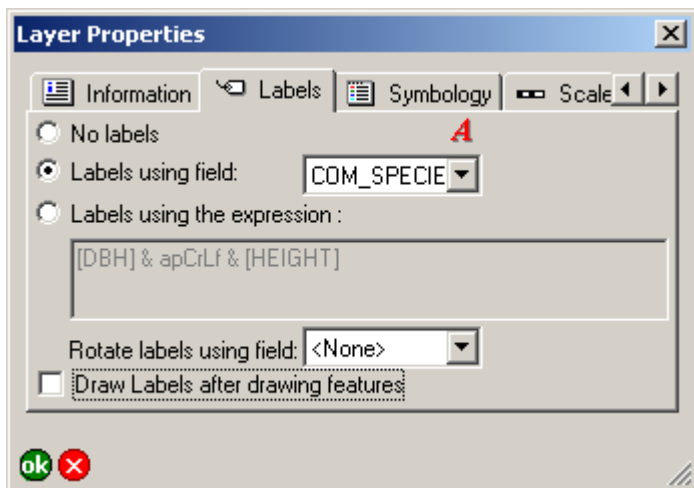 Layer Properties
Information Labels Symbology Scale
No labels A
Labels using field: COM_SPECIE
Labels using the expression :
[DBH] & apCrLf & [HEIGHT]
Rotate labels using field: <None>
Draw Labels after drawing features
ok